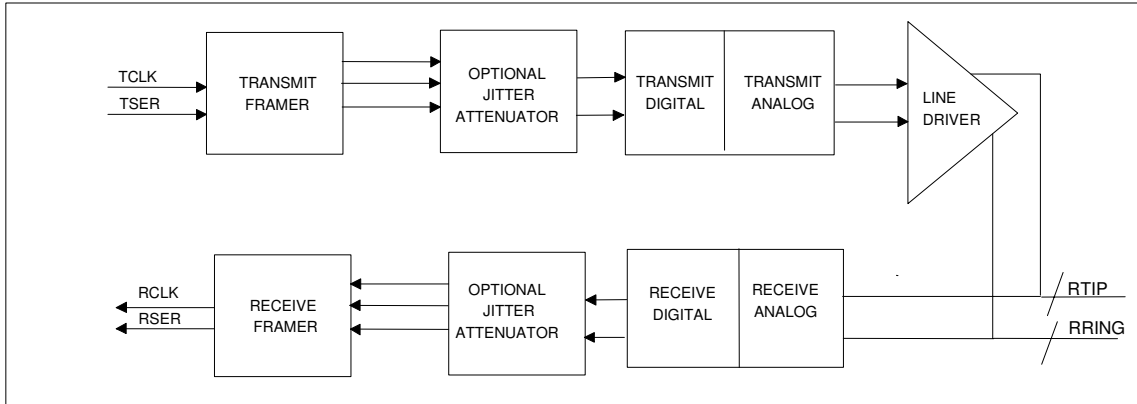 TCLK
TSER
TRANSMIT
FRAMER
OPTIONAL
JITTER
ATTENUATOR
TRANSMIT
DIGITAL
TRANSMIT
ANALOG
LINE
DRIVER
RCLK
RSER
RECEIVE
FRAMER
OPTIONAL
JITTER
ATTENUATOR
RECEIVE
DIGITAL
RECEIVE
ANALOG
RTIP
RRING